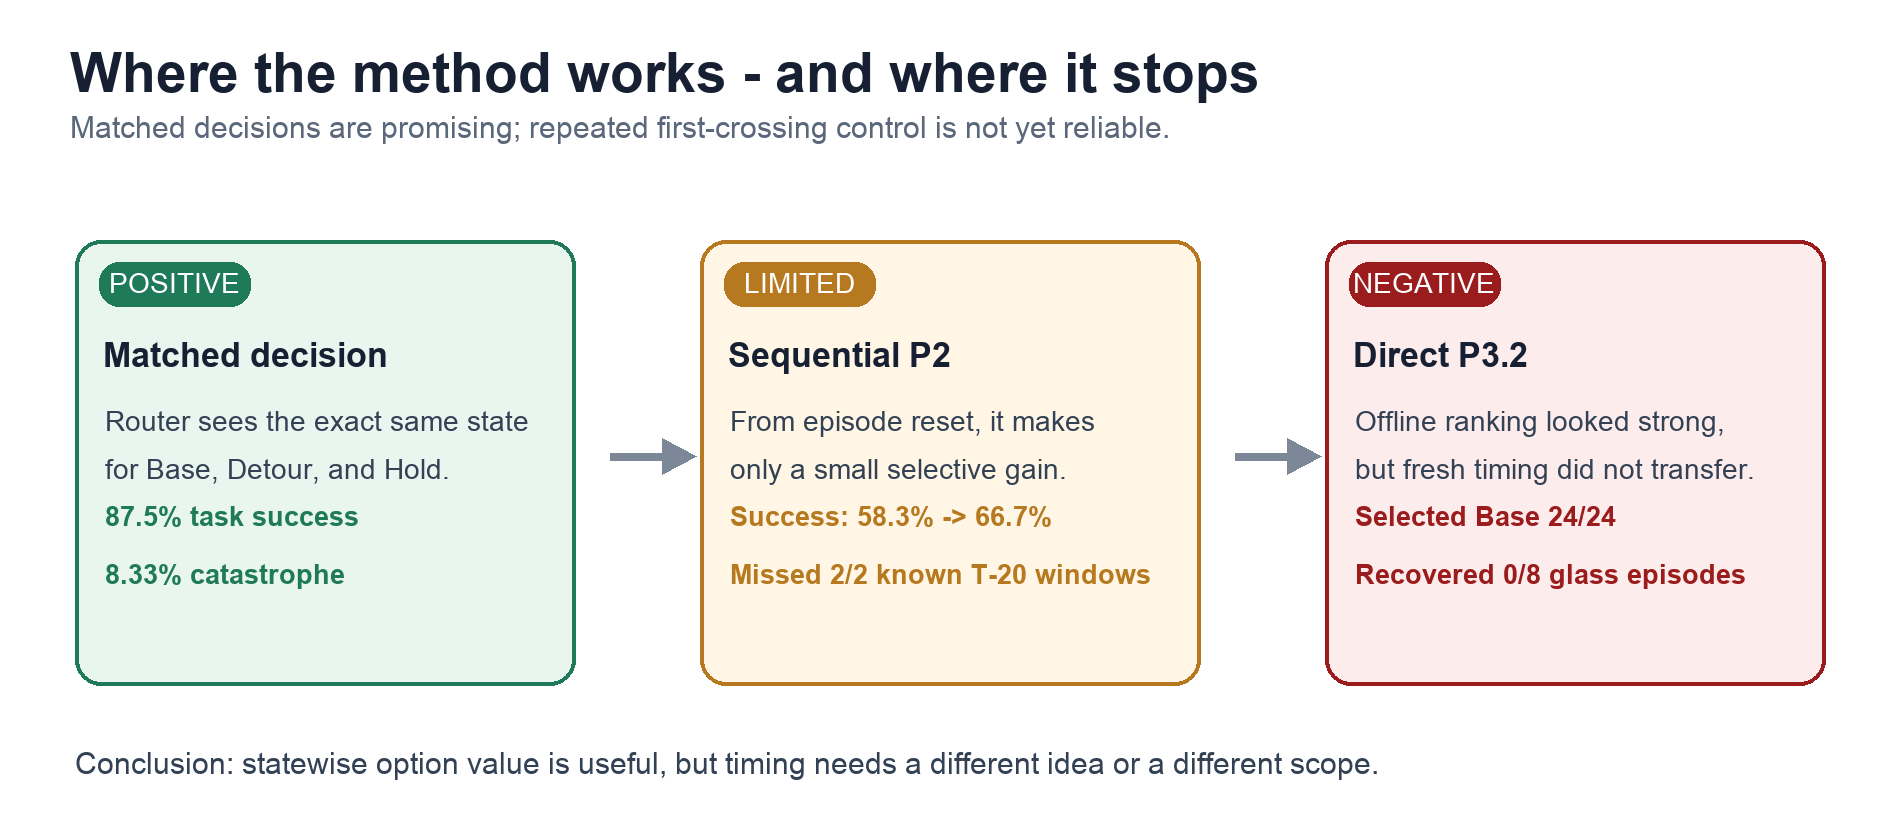 Where the method works - and where it stops
Matched decisions are promising; repeated first-crossing control is not yet reliable.
POSITIVE
Matched decision
Router sees the exact same state
for Base, Detour, and Hold.
87.5% task success
8.33% catastrophe
LIMITED
Sequential P2
From episode reset, it makes
only a small selective gain.
Success: 58.3% -> 66.7%
Missed 2/2 known T-20 windows
NEGATIVE
Direct P3.2
Offline ranking looked strong,
but fresh timing did not transfer.
Selected Base 24/24
Recovered 0/8 glass episodes
Conclusion: statewise option value is useful, but timing needs a different idea or a different scope.